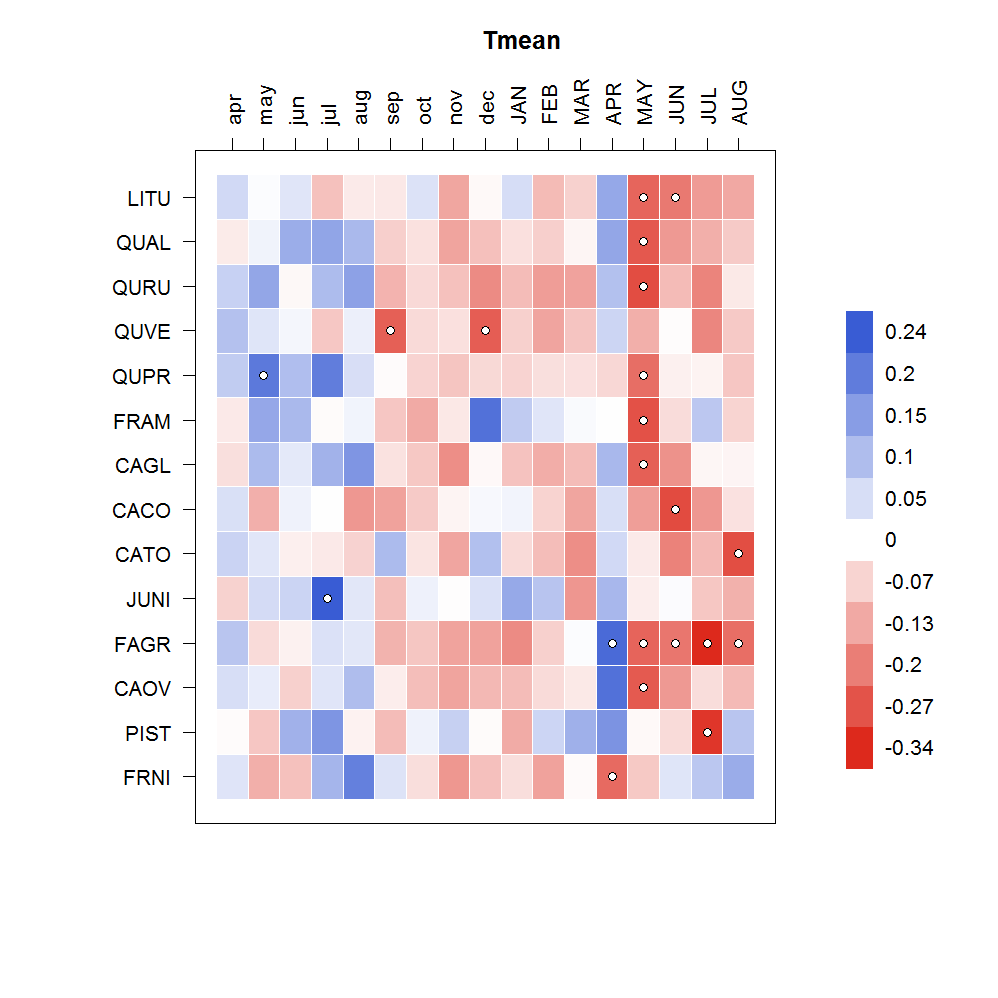 Tmean
apr may jun jul aug sep oct nov dec JAN FEB MAR APR MAY JUN JUL AUG
LITU
QUAL
QURU
QUVE
QUPR
FRAM
CAGL
CACO
CATO
JUNI
FAGR
CAOV
PIST
FRNI
0.24
0.2
0.15
0.1
0.05
0
-0.07
-0.13
-0.2
-0.27
-0.34